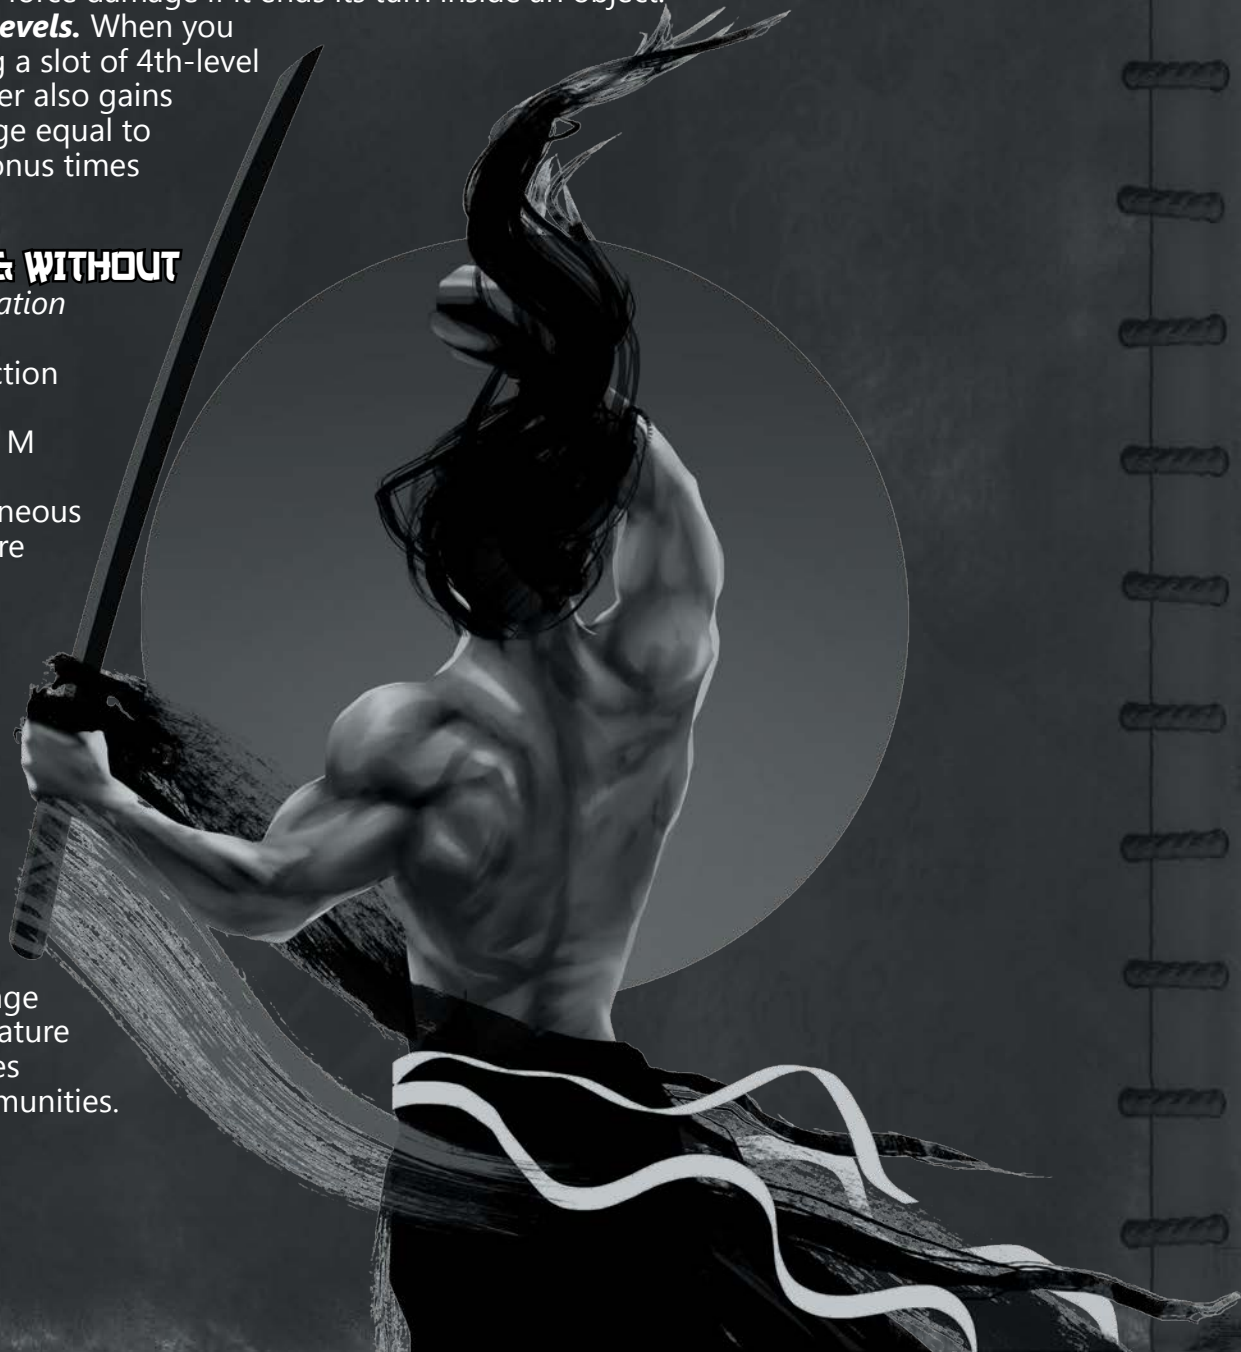 force damage if it ends its turn inside an object.
evels. When you
g a slot of 4th-level
er also gains
ge equal to
onus times
& WITHOUT
ation
ction
M
neous
re
age
ature
es
munities.